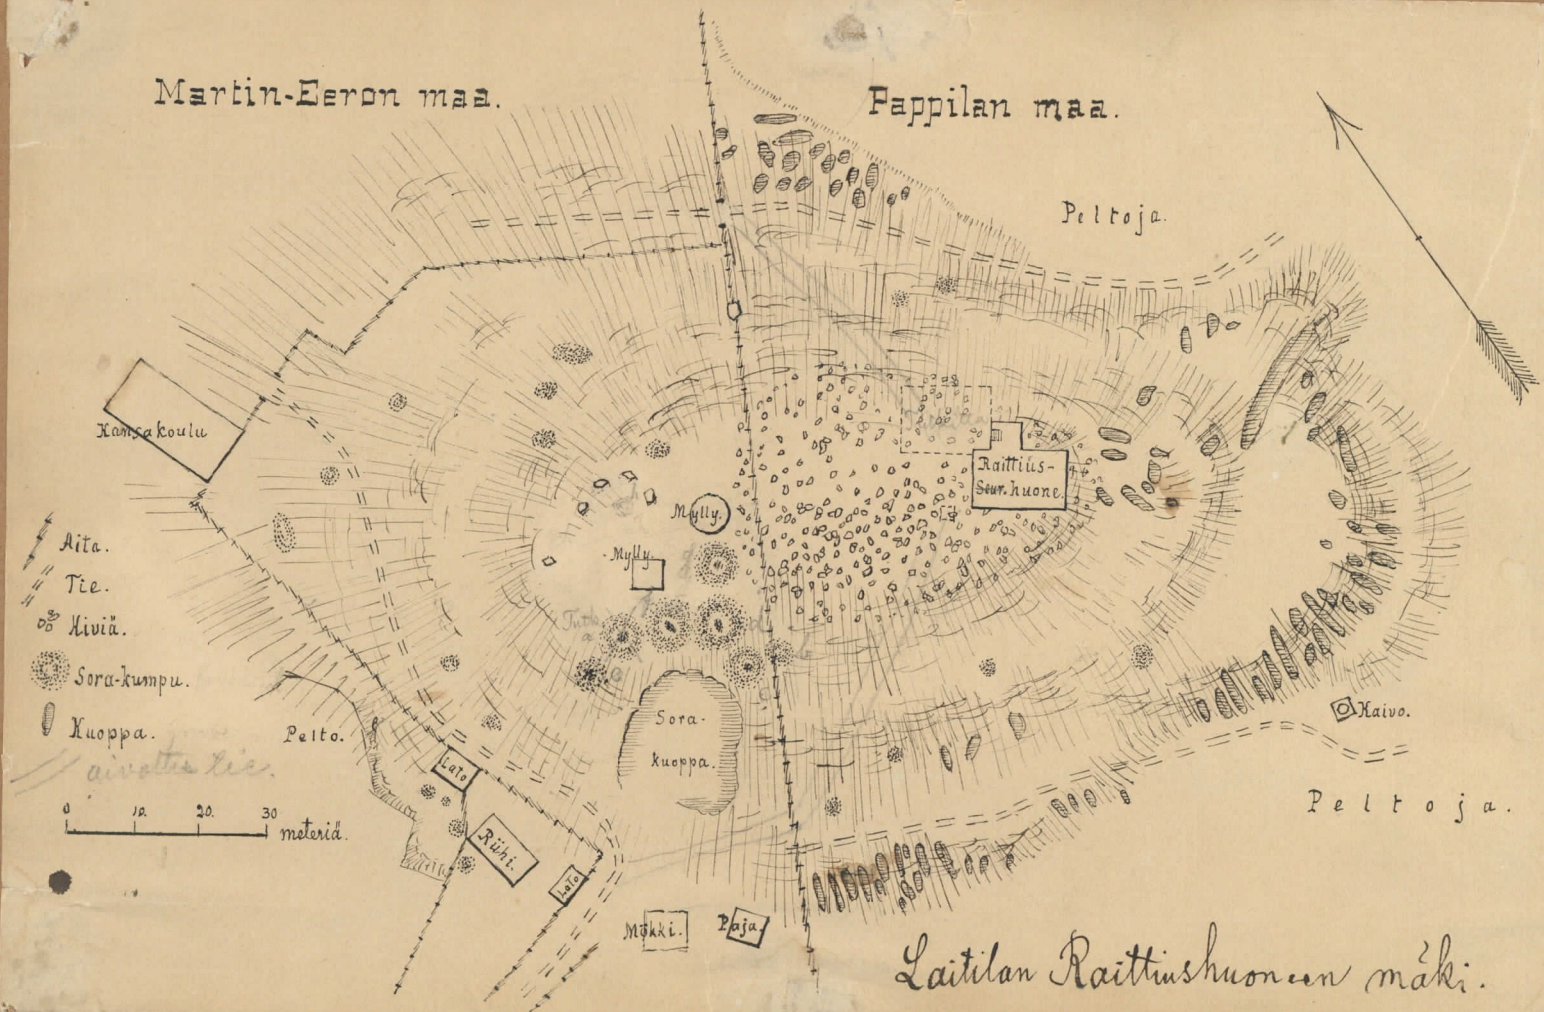 Martin-Eeron maa.
Pappilan maa.
Peltoja.
Kansakoulu
Raittius-
Seur. huone.
Mylly.
Mylly.
Aita.
Tie.
Kiviä.
Sora-kumpu.
Kuoppa.
Sora-
kuoppa.
Pelto.
Kaivo.
Lato
Peltoja.
0 10. 20. 30
meteriä.
Riihi.
Lato
Mökki.
Paja.
Laitilan Raittiushuoneen mäki.